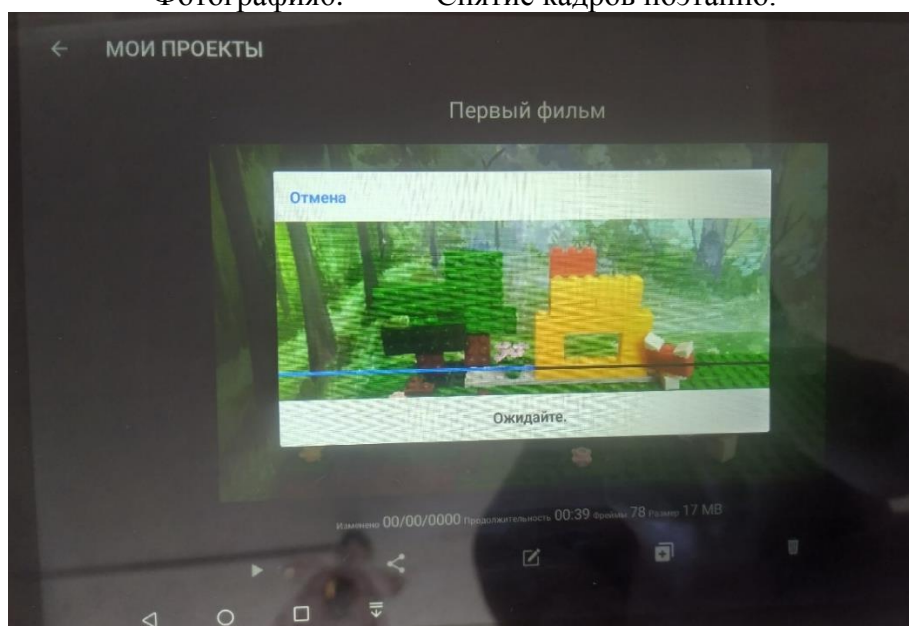 Фотография6. Снятие кадров поэтапно.
МОИ ПРОЕКТЫ
Первый фильм
Отмена
Ожидайте.
Изменено 00/00/0000 Продолжительность 00:39 Фреймы 78 Размер 17 MB